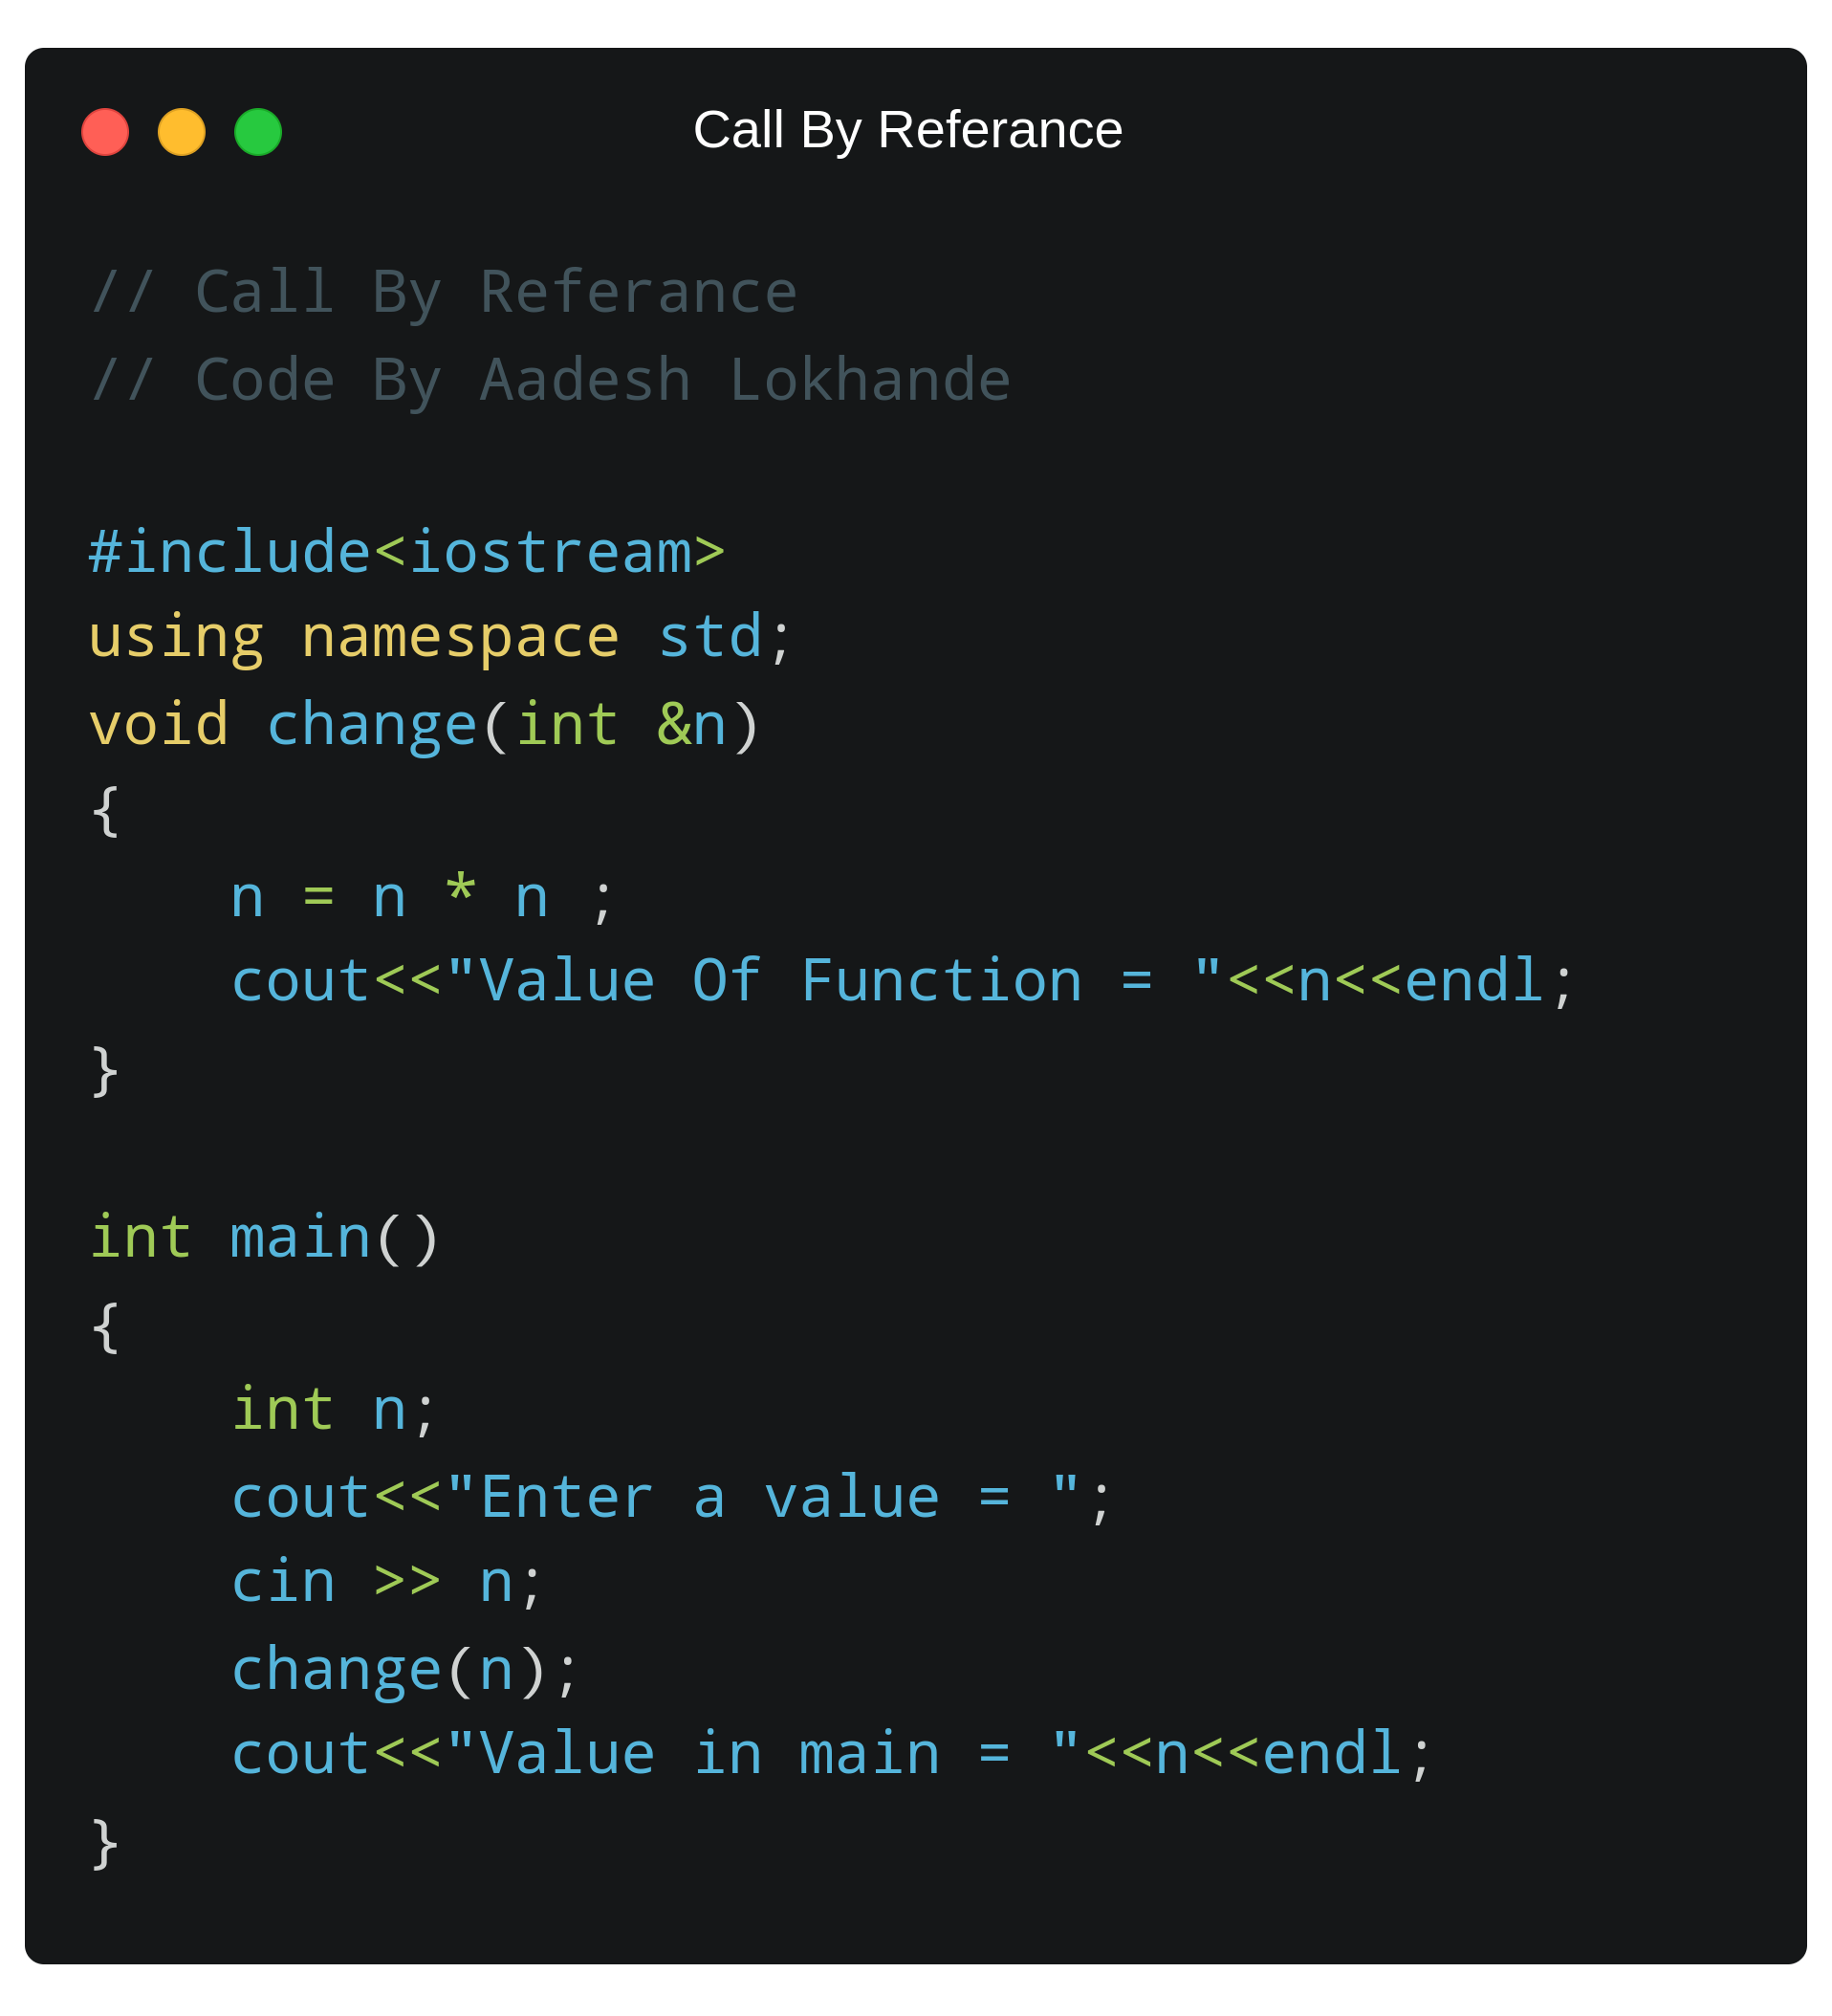 Call By Referance
// Call By Referance
// Code By Aadesh Lokhande
#include<iostream>
using namespace std;
void change(int &n)
{
    n = n * n ;
    cout<<"Value Of Function = "<<n<<endl;
}
int main()
{
    int n;
    cout<<"Enter a value = ";
    cin >> n;
    change(n);
    cout<<"Value in main = "<<n<<endl;
}